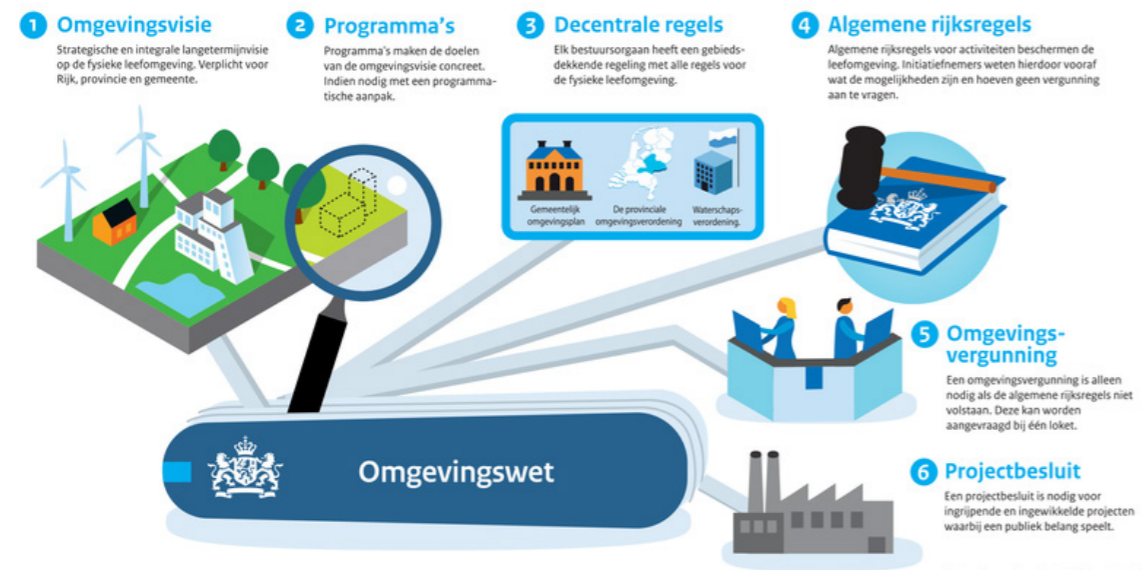 1 Omgevingsvisie
Strategische en integrale langetermijnvisie
op de fysieke leefomgeving. Verplicht voor
Rijk, provincie en gemeente.
2 Programma's
Programma's maken de doelen
van de omgevingsvisie concreet.
Indien nodig met een programma-
tische aanpak.
3 Decentrale regels
Elk bestuursorgaan heeft een gebieds-
dekkende regeling met alle regels voor
de fysieke leefomgeving.
Gemeentelijk
omgevingsplan
De provinciale
omgevingsverordening
Waterschaps-
verordening.
4 Algemene rijksregels
Algemene rijksregels voor activiteiten beschermen de
leefomgeving. Initiatiefnemers weten hierdoor vooraf
wat de mogelijkheden zijn en hoeven geen vergunning
aan te vragen.
5 Omgevings-
vergunning
Een omgevingsvergunning is alleen
nodig als de algemene rijksregels niet
volstaan. Deze kan worden
aangevraagd bij één loket.
6 Projectbesluit
Een projectbesluit is nodig voor
ingrijpende en ingewikkelde projecten
waarbij een publiek belang speelt.
Omgevingswet